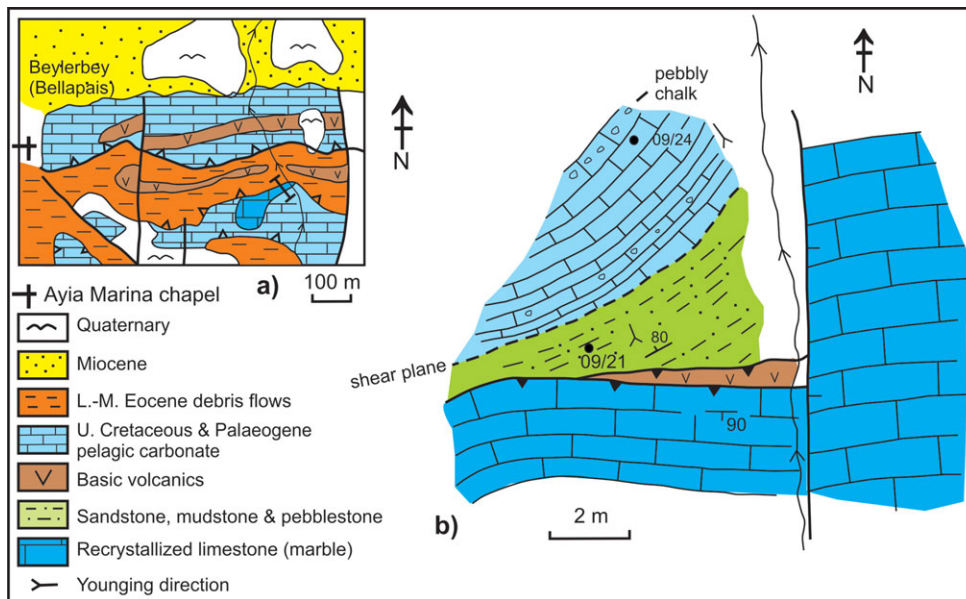 Beylerbey
(Bellapais)
N
a)
100 m
Ayia Marina chapel
Quaternary
Miocene
L.-M. Eocene debris flows
U. Cretaceous & Palaeogene
pelagic carbonate
Basic volcanics
Sandstone, mudstone & pebblestone
Recrystallized limestone (marble)
Younging direction
pebbly
chalk
09/24
N
80
09/21
shear plane
90
b)
2 m